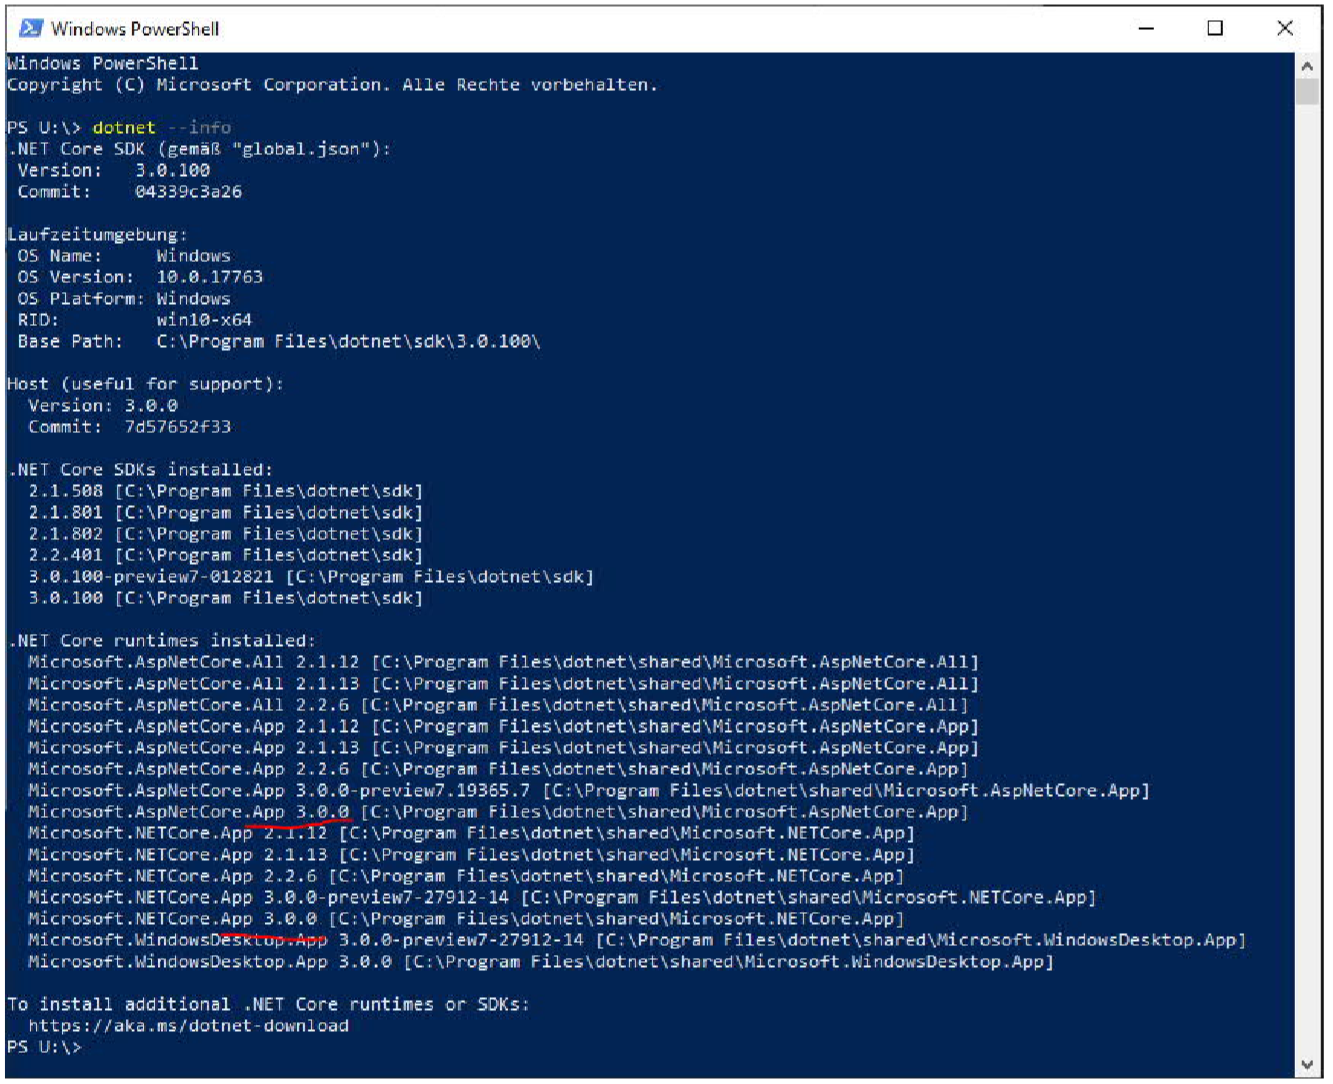 Windows PowerShell
Windows PowerShell
Copyright (C) Microsoft Corporation. Alle Rechte vorbehalten.
PS U:\> dotnet --info
.NET Core SDK (gemäß "global.json"):
Version: 3.0.100
Commit: 04339c3a26
Laufzeitumgebung:
OS Name: Windows
OS Version: 10.0.17763
OS Platform: Windows
RID: win10-x64
Base Path: C:\Program Files\dotnet\sdk\3.0.100\
Host (useful for support):
Version: 3.0.0
Commit: 7d57652f33
.NET Core SDKs installed:
2.1.508 [C:\Program Files\dotnet\sdk]
2.1.801 [C:\Program Files\dotnet\sdk]
2.1.802 [C:\Program Files\dotnet\sdk]
2.2.401 [C:\Program Files\dotnet\sdk]
3.0.100-preview7-012821 [C:\Program Files\dotnet\sdk]
3.0.100 [C:\Program Files\dotnet\sdk]
.NET Core runtimes installed:
Microsoft.AspNetCore.All 2.1.12 [C:\Program Files\dotnet\shared\Microsoft.AspNetCore.All]
Microsoft.AspNetCore.All 2.1.13 [C:\Program Files\dotnet\shared\Microsoft.AspNetCore.All]
Microsoft.AspNetCore.All 2.2.6 [C:\Program Files\dotnet\shared\Microsoft.AspNetCore.All]
Microsoft.AspNetCore.App 2.1.12 [C:\Program Files\dotnet\shared\Microsoft.AspNetCore.App]
Microsoft.AspNetCore.App 2.1.13 [C:\Program Files\dotnet\shared\Microsoft.AspNetCore.App]
Microsoft.AspNetCore.App 2.2.6 [C:\Program Files\dotnet\shared\Microsoft.AspNetCore.App]
Microsoft.AspNetCore.App 3.0.0-preview7.19365.7 [C:\Program Files\dotnet\shared\Microsoft.AspNetCore.App]
Microsoft.AspNetCore.App 3.0.0 [C:\Program Files\dotnet\shared\Microsoft.AspNetCore.App]
Microsoft.NETCore.App 2.1.12 [C:\Program Files\dotnet\shared\Microsoft.NETCore.App]
Microsoft.NETCore.App 2.1.13 [C:\Program Files\dotnet\shared\Microsoft.NETCore.App]
Microsoft.NETCore.App 2.2.6 [C:\Program Files\dotnet\shared\Microsoft.NETCore.App]
Microsoft.NETCore.App 3.0.0-preview7-27912-14 [C:\Program Files\dotnet\shared\Microsoft.NETCore.App]
Microsoft.NETCore.App 3.0.0 [C:\Program Files\dotnet\shared\Microsoft.NETCore.App]
Microsoft.WindowsDesktop.App 3.0.0-preview7-27912-14 [C:\Program Files\dotnet\shared\Microsoft.WindowsDesktop.App]
Microsoft.WindowsDesktop.App 3.0.0 [C:\Program Files\dotnet\shared\Microsoft.WindowsDesktop.App]
To install additional .NET Core runtimes or SDKs:
https://aka.ms/dotnet-download
PS U:\>